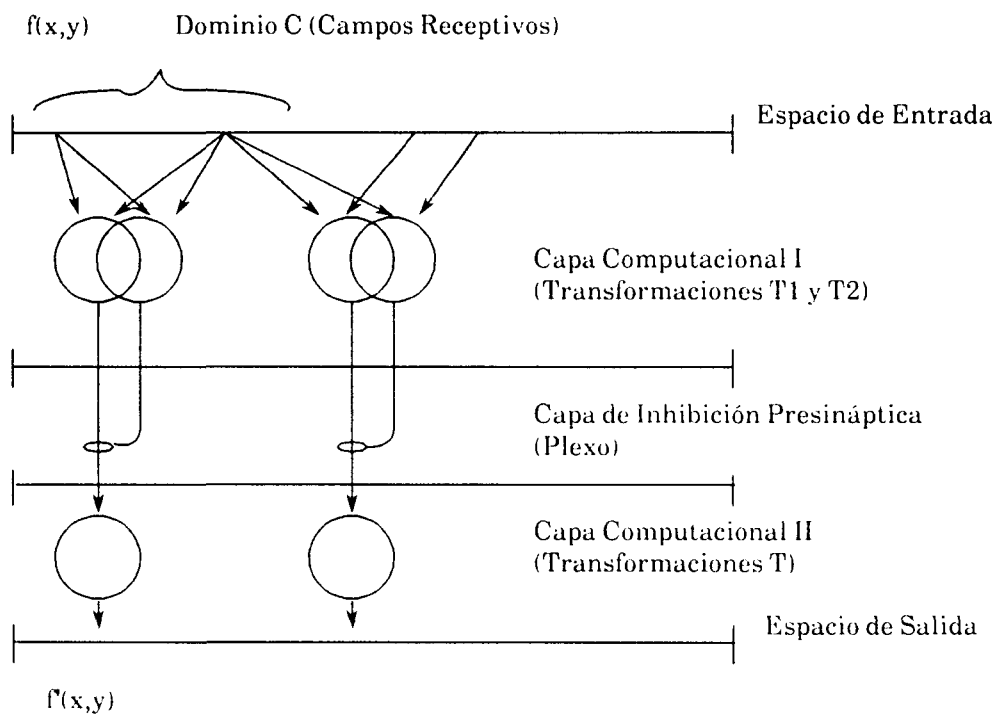 f(x,y) Dominio C (Campos Receptivos)
Espacio de Entrada
Capa Computacional I
(Transformaciones T1 y T2)
Capa de Inhibición Presináptica
(Plexo)
Capa Computacional II
(Transformaciones T)
Espacio de Salida
f'(x,y)